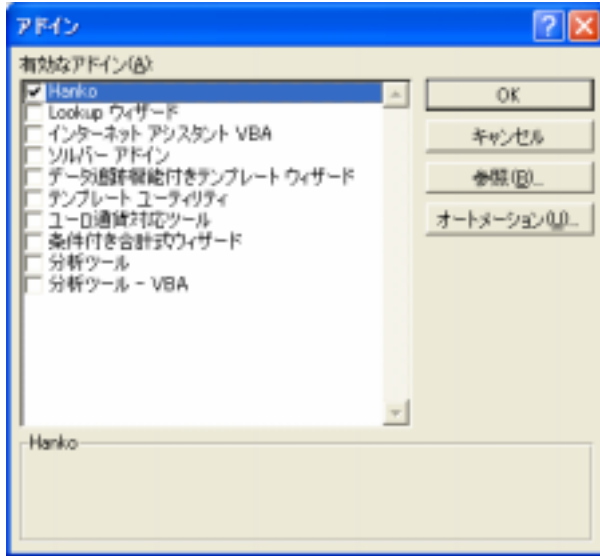 アドイン
有効なアドイン(A):
Hanko
Lookup ウィザード
インターネット アシスタント VBA
ソルバー アドイン
データ追跡機能付きテンプレート ウィザード
テンプレート ユーティリティ
ユーロ通貨対応ツール
条件付き合計式ウィザード
分析ツール
分析ツール - VBA
OK
キャンセル
参照(B)...
オートメーション(U)...
Hanko